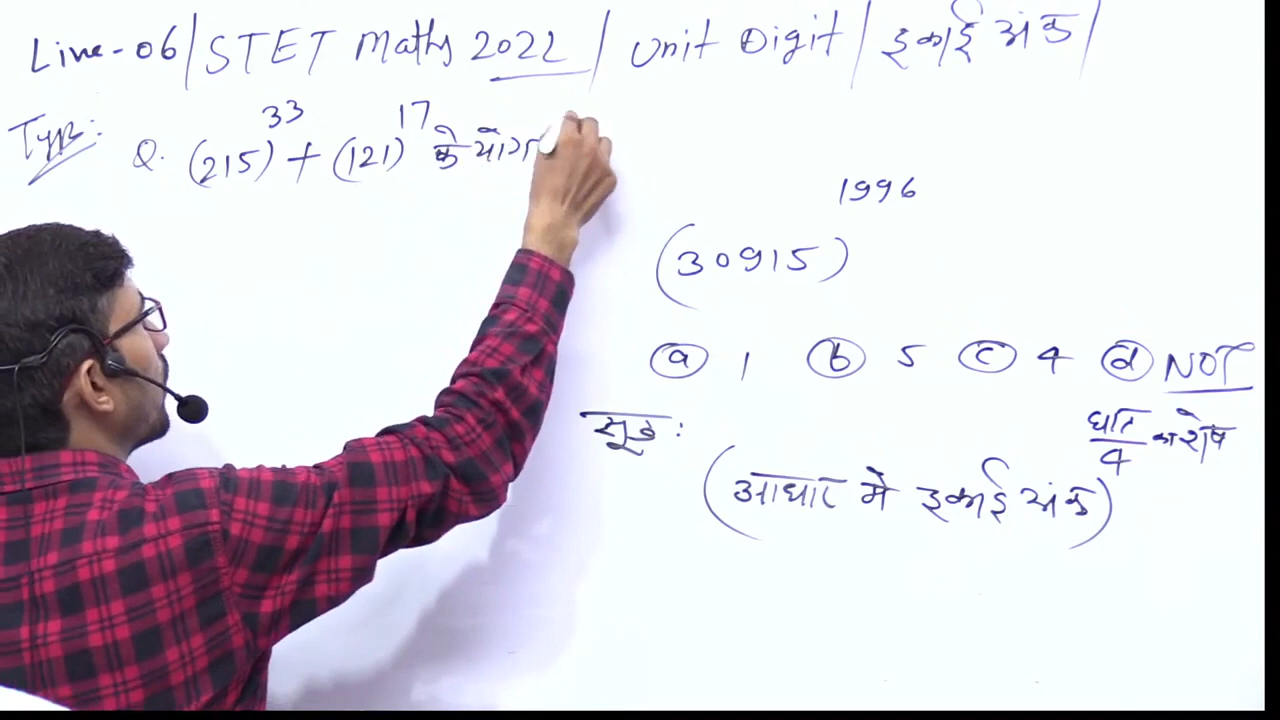 Line-06/STET Maths 2022/Unit Digit/इकाई अंक/
Type: Q. (215)^33 + (121)^17 के योग
(30915)^1996
(a) 1 (b) 5 (c) 4 (d) NOT
सूत्र:
(आधार में इकाई अंक)^घात/4 का शेष